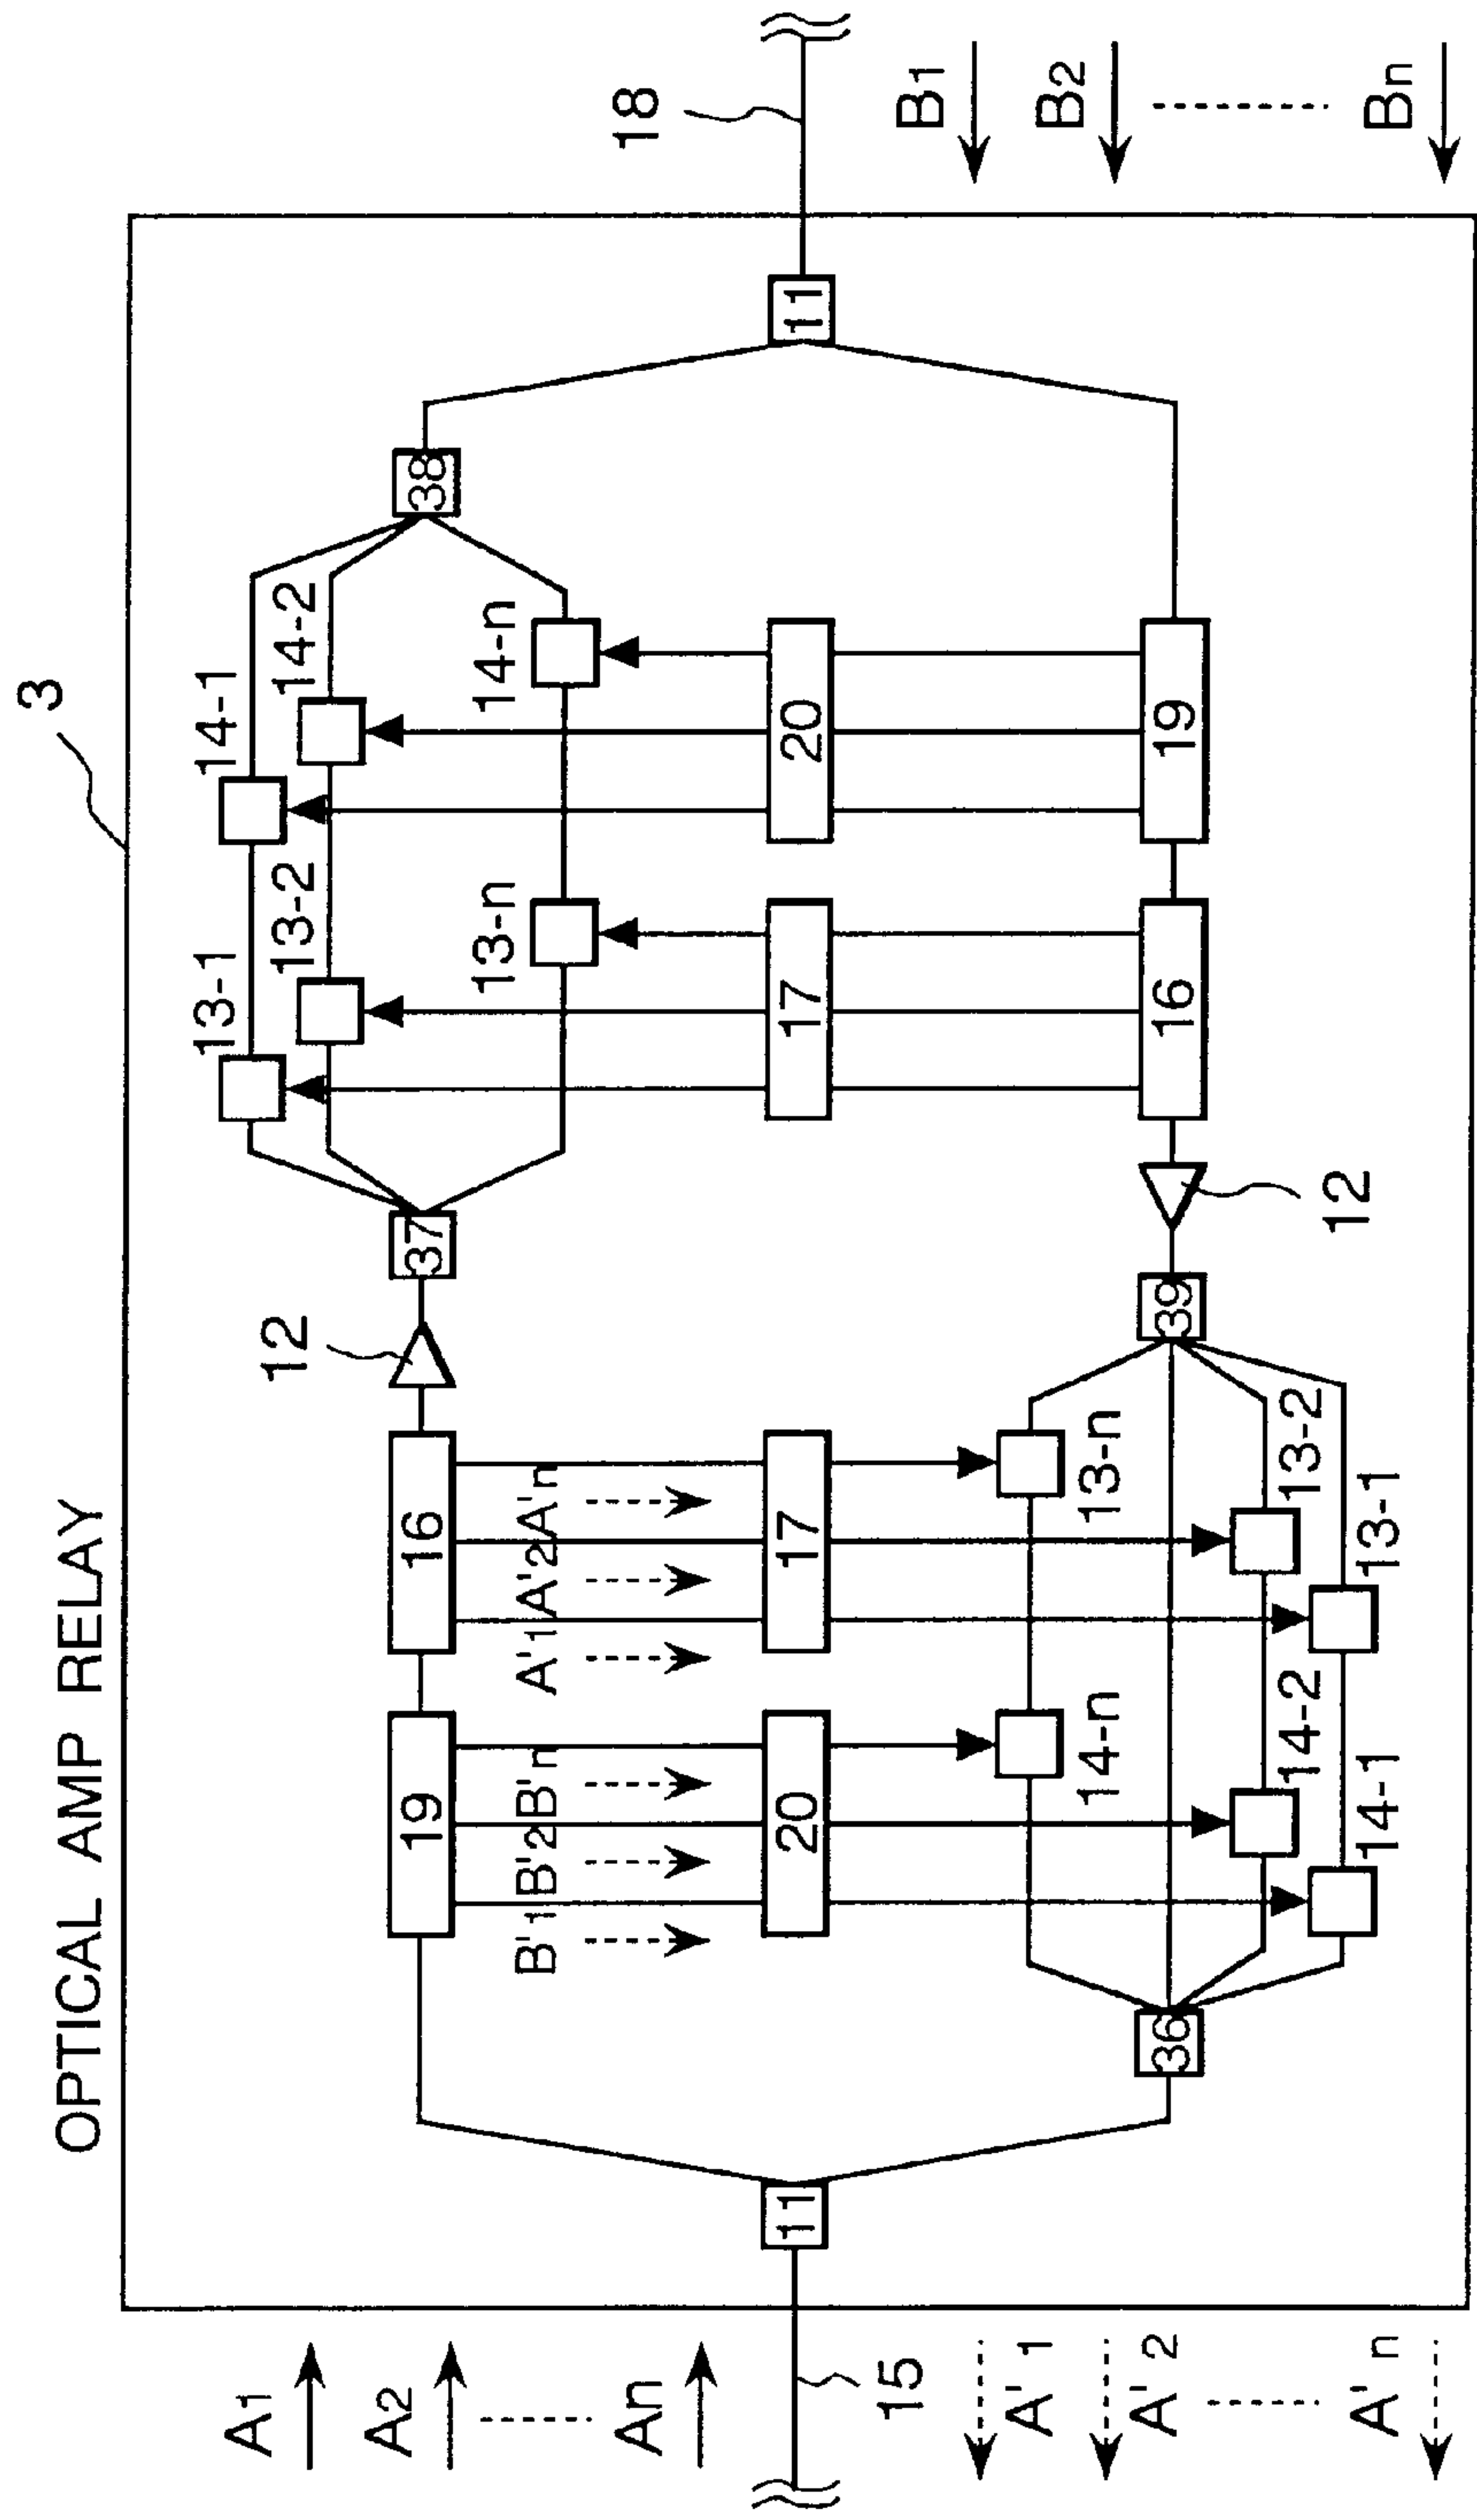 OPTICAL AMP RELAY
3
A1
A2
An
15
A'1
A'2
A'n
11
19
16
12
37
13-1
13-2
13-n
14-1
14-2
14-n
38
11
18
B1
B2
Bn
B'1 B'2 B'n
A'1 A'2 A'n
20
17
17
20
36
14-n
14-2
14-1
13-n
13-2
13-1
39
12
16
19